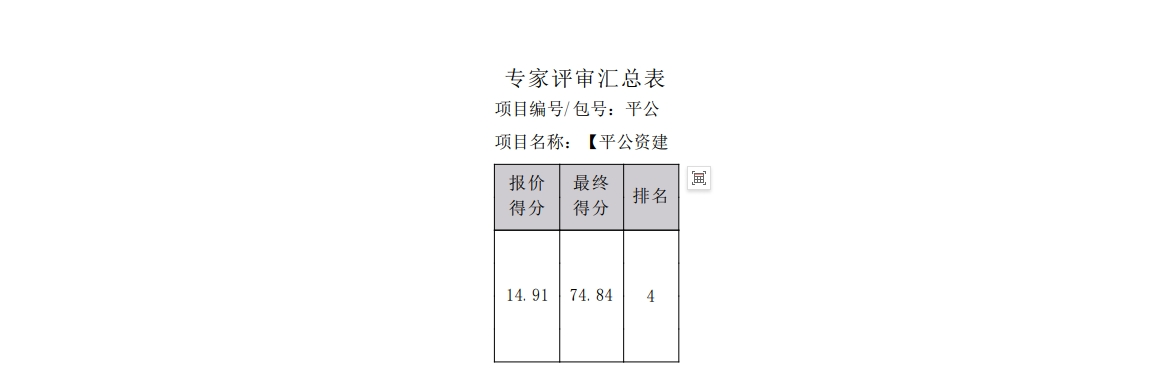 专家评审汇总表
项目编号/包号：平公
项目名称：【平公资建
报价得分 最终得分 排名
14.91 74.84 4